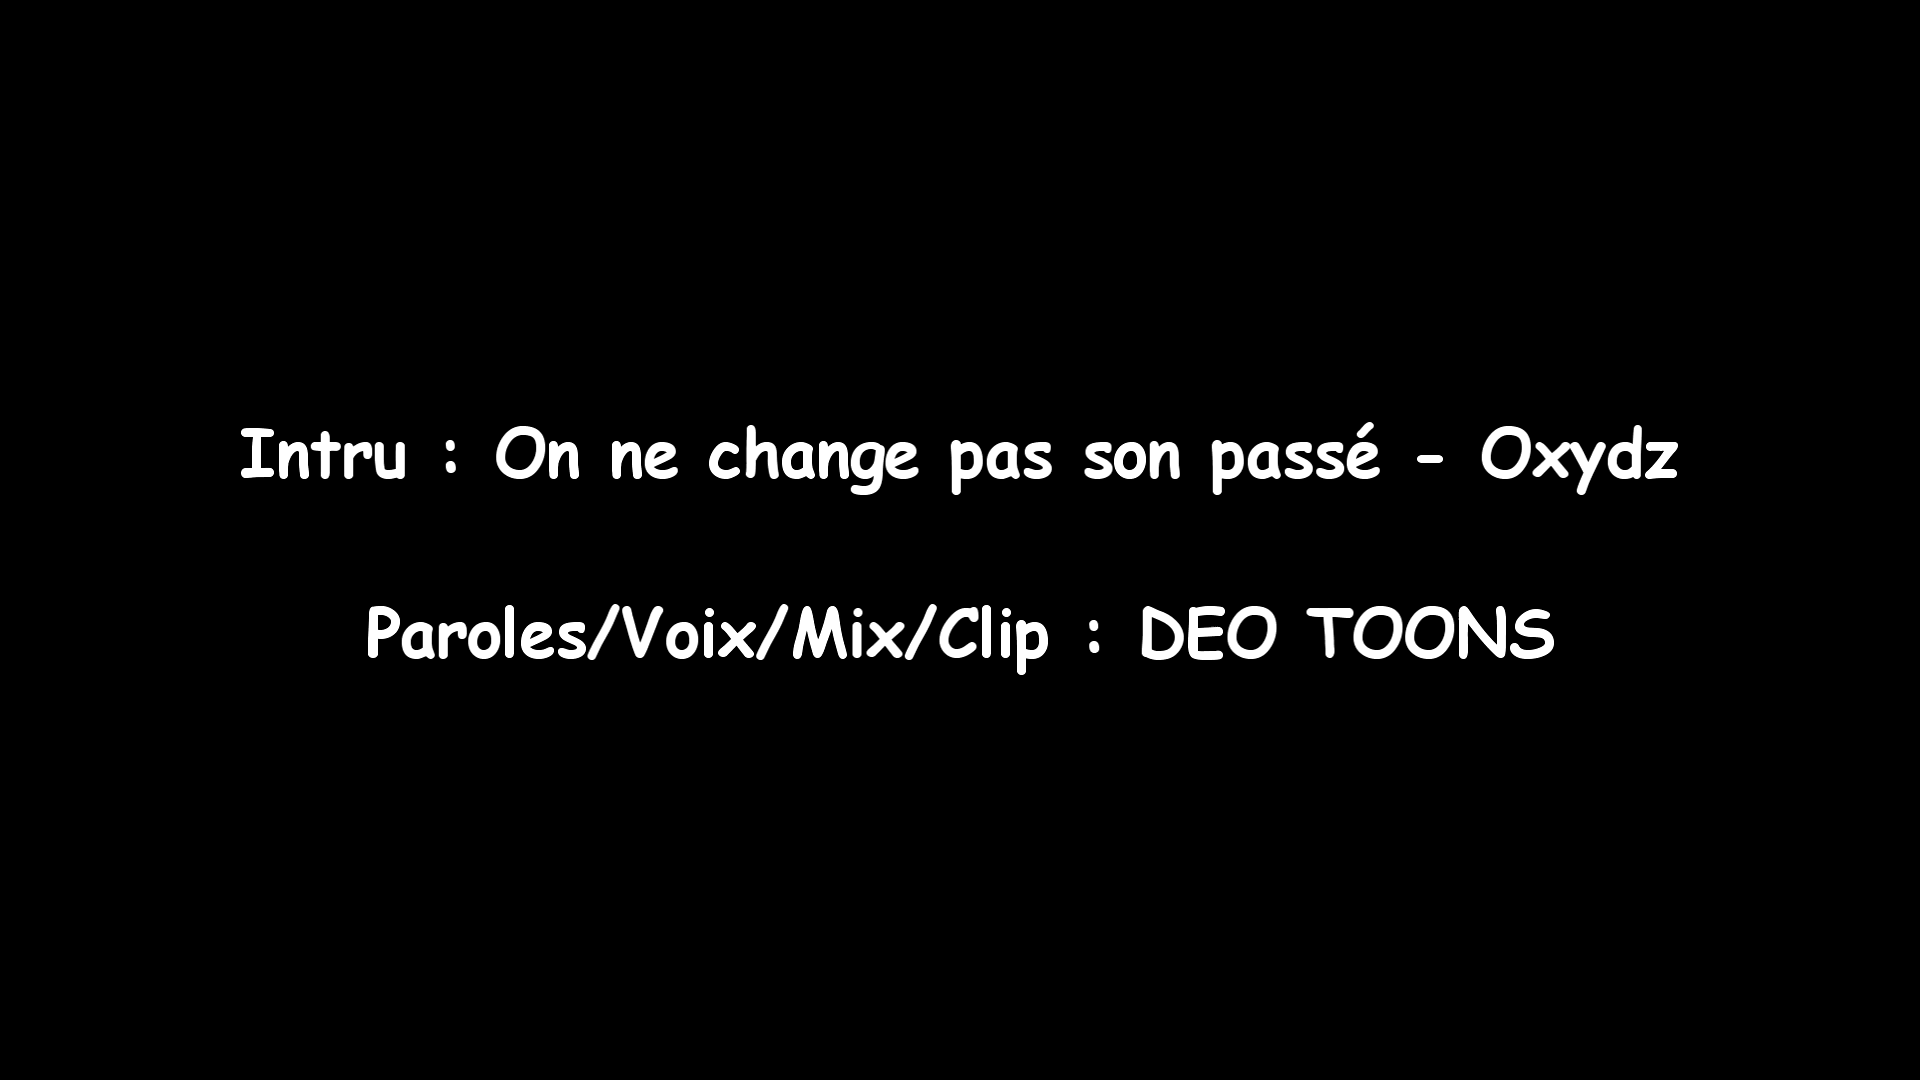 Intru : On ne change pas son passé - Oxydz
Paroles/Voix/Mix/Clip : DEO TOONS